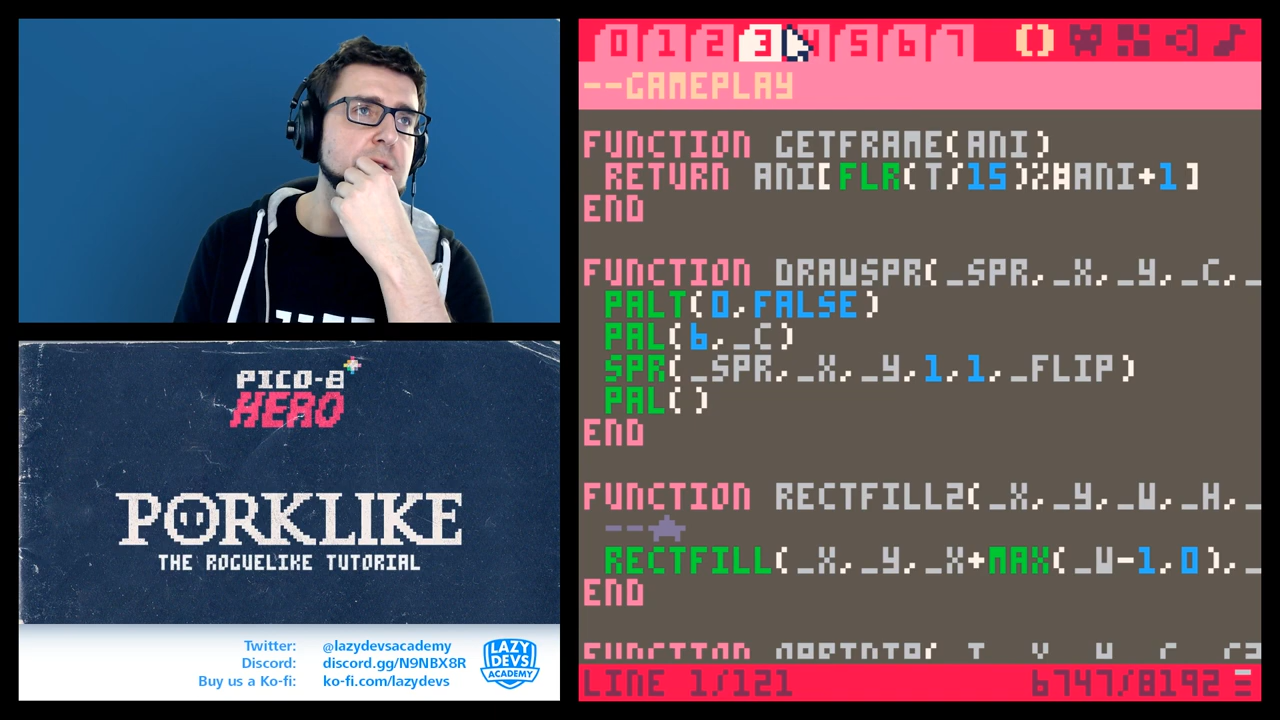 0 1 2 3 4 5 6 7
--GAMEPLAY
FUNCTION GETFRAME(ANI)
RETURN ANI[FLR(T/15)%#ANI+1]
END
FUNCTION DRAWSPR(_SPR,_X,_Y,_C,_
PALT(0,FALSE)
PAL(6,_C)
SPR(_SPR,_X,_Y,1,1,_FLIP)
PAL()
END
FUNCTION RECTFILL2(_X,_Y,_W,_H,_
--
RECTFILL(_X,_Y,_X+MAX(_W-1,0),_
END
FUNCTION
LINE 1/121
6747/8192
PICO-8
HERO
PORKLIKE
THE ROGUELIKE TUTORIAL
Twitter: @lazydevsacademy
Discord: discord.gg/N9NBX8R
Buy us a Ko-fi: ko-fi.com/lazydevs
LAZY
DEVS
ACADEMY